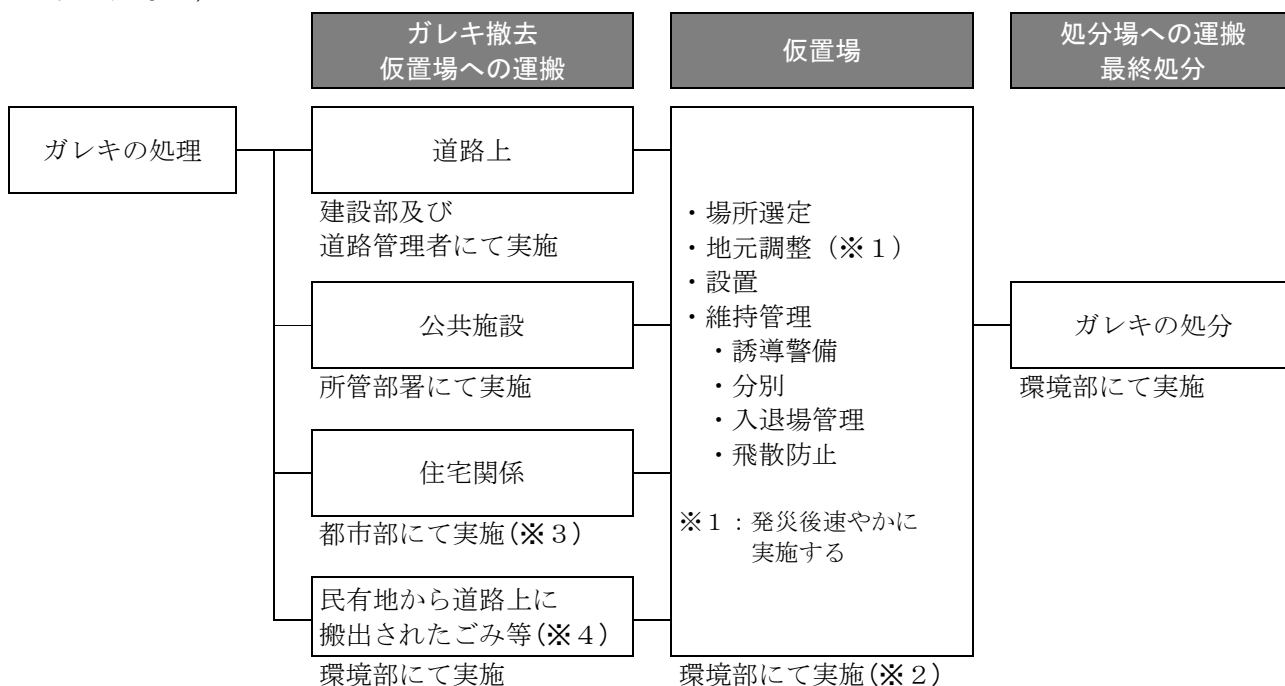 ガレキ撤去
仮置場への運搬
仮置場
処分場への運搬
最終処分
ガレキの処理
道路上
建設部及び
道路管理者にて実施
公共施設
所管部署にて実施
住宅関係
都市部にて実施(※３)
民有地から道路上に
搬出されたごみ等(※４)
環境部にて実施
・場所選定
・地元調整（※１）
・設置
・維持管理
・誘導警備
・分別
・入退場管理
・飛散防止
※１：発災後速やかに
実施する
環境部にて実施(※２)
ガレキの処分
環境部にて実施